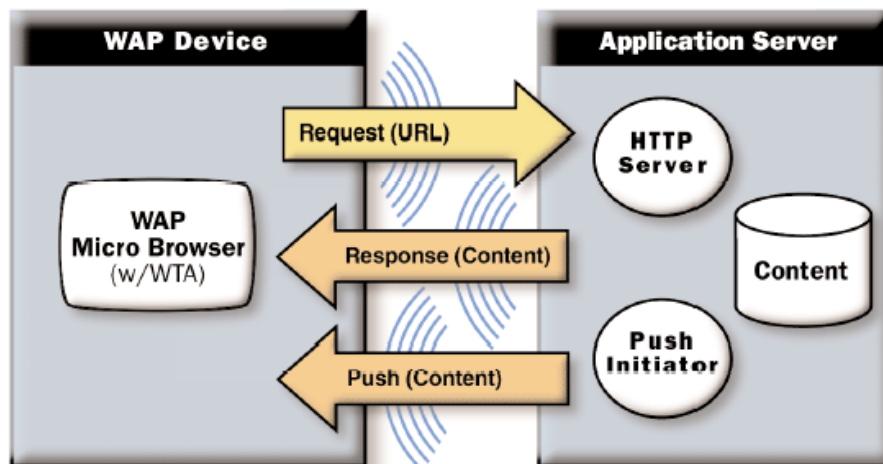 WAP Device
Application Server
Request (URL)
HTTP
Server
WAP
Micro Browser
(w/WTA)
Response (Content)
Content
Push (Content)
Push
Initiator